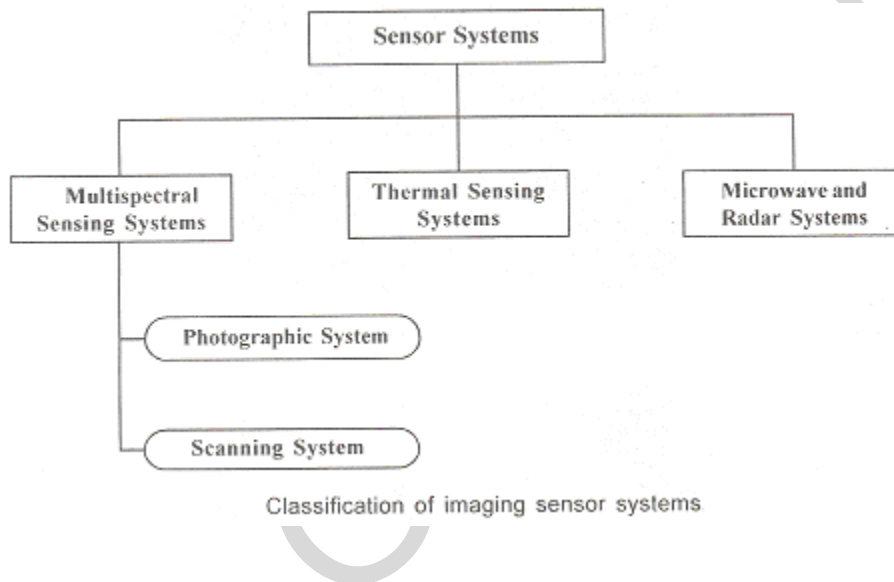 Sensor Systems
Multispectral
Sensing Systems
Thermal Sensing
Systems
Microwave and
Radar Systems
Photographic System
Scanning System
Classification of imaging sensor systems